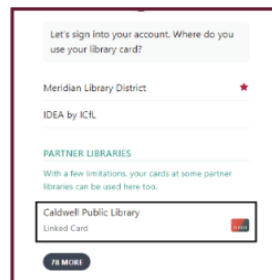 Let's sign into your account. Where do you
use your library card?
Meridian Library District
IDEA by ICfL
PARTNER LIBRARIES
With a few limitations, your cards at some partner
libraries can be used here too.
Caldwell Public Library
Linked Card
78 MORE